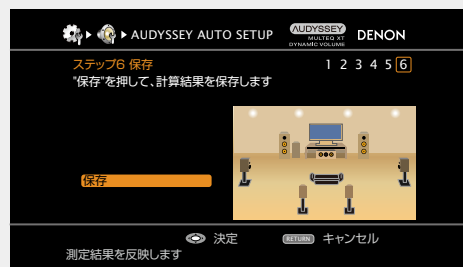 AUDYSSEY AUTO SETUP
AUDYSSEY
MULTEQ XT
DYNAMIC VOLUME
DENON
ステップ6 保存
1 2 3 4 5 6
"保存"を押して、計算結果を保存します
保存
決定
RETURN キャンセル
測定結果を反映します